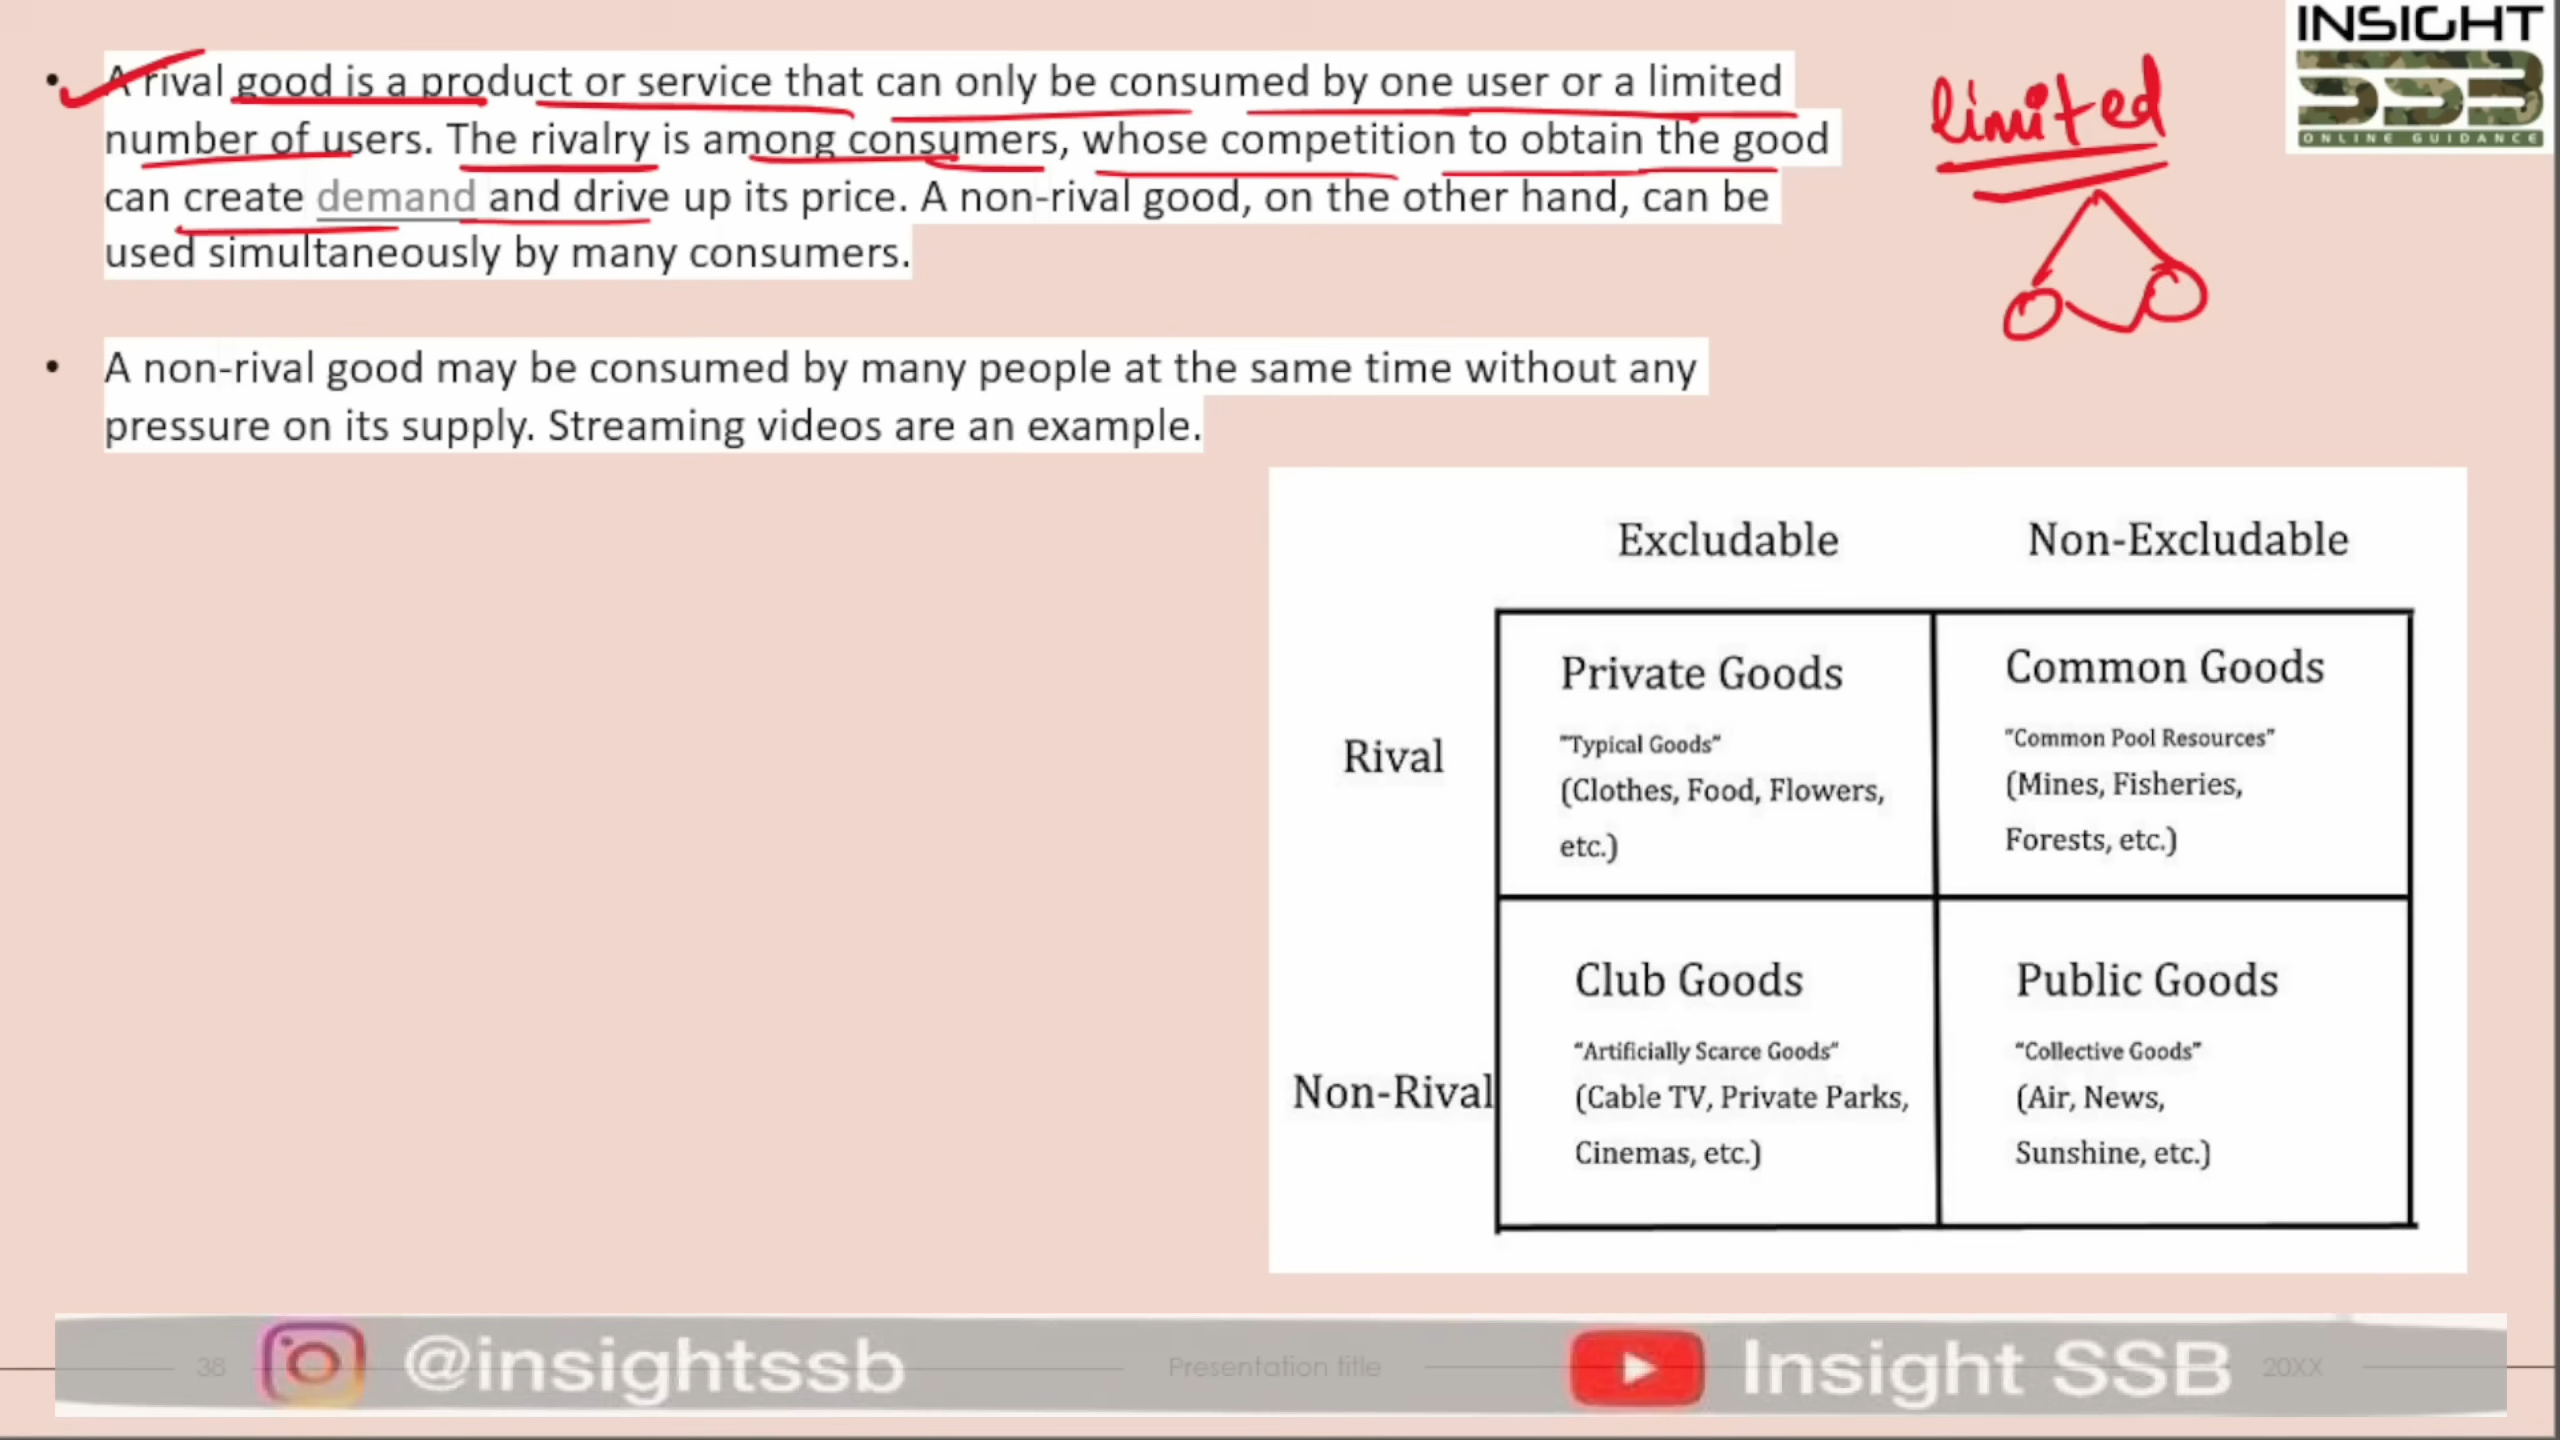 INSIGHT
SSB
ONLINE GUIDANCE
• A rival good is a product or service that can only be consumed by one user or a limited
number of users. The rivalry is among consumers, whose competition to obtain the good
can create demand and drive up its price. A non-rival good, on the other hand, can be
used simultaneously by many consumers.
limited
• A non-rival good may be consumed by many people at the same time without any
pressure on its supply. Streaming videos are an example.
Excludable Non-Excludable
Rival
Private Goods
"Typical Goods"
(Clothes, Food, Flowers,
etc.)
Common Goods
"Common Pool Resources"
(Mines, Fisheries,
Forests, etc.)
Non-Rival
Club Goods
"Artificially Scarce Goods"
(Cable TV, Private Parks,
Cinemas, etc.)
Public Goods
"Collective Goods"
(Air, News,
Sunshine, etc.)
38 @insightssb Presentation title Insight SSB 20XX